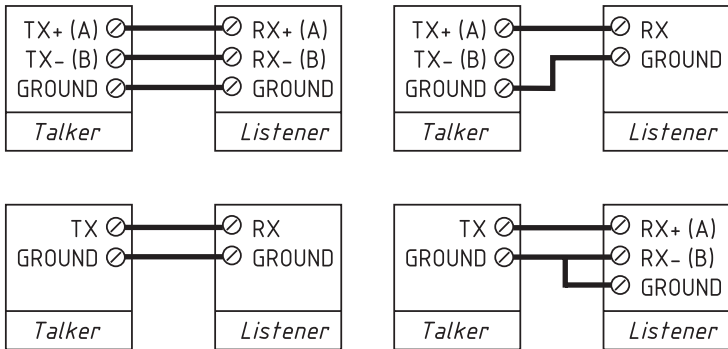 TX+ (A)
TX- (B)
GROUND
Talker
RX+ (A)
RX- (B)
GROUND
Listener
TX+ (A)
TX- (B)
GROUND
Talker
RX
GROUND
Listener
TX
GROUND
Talker
RX
GROUND
Listener
TX
GROUND
Talker
RX+ (A)
RX- (B)
GROUND
Listener